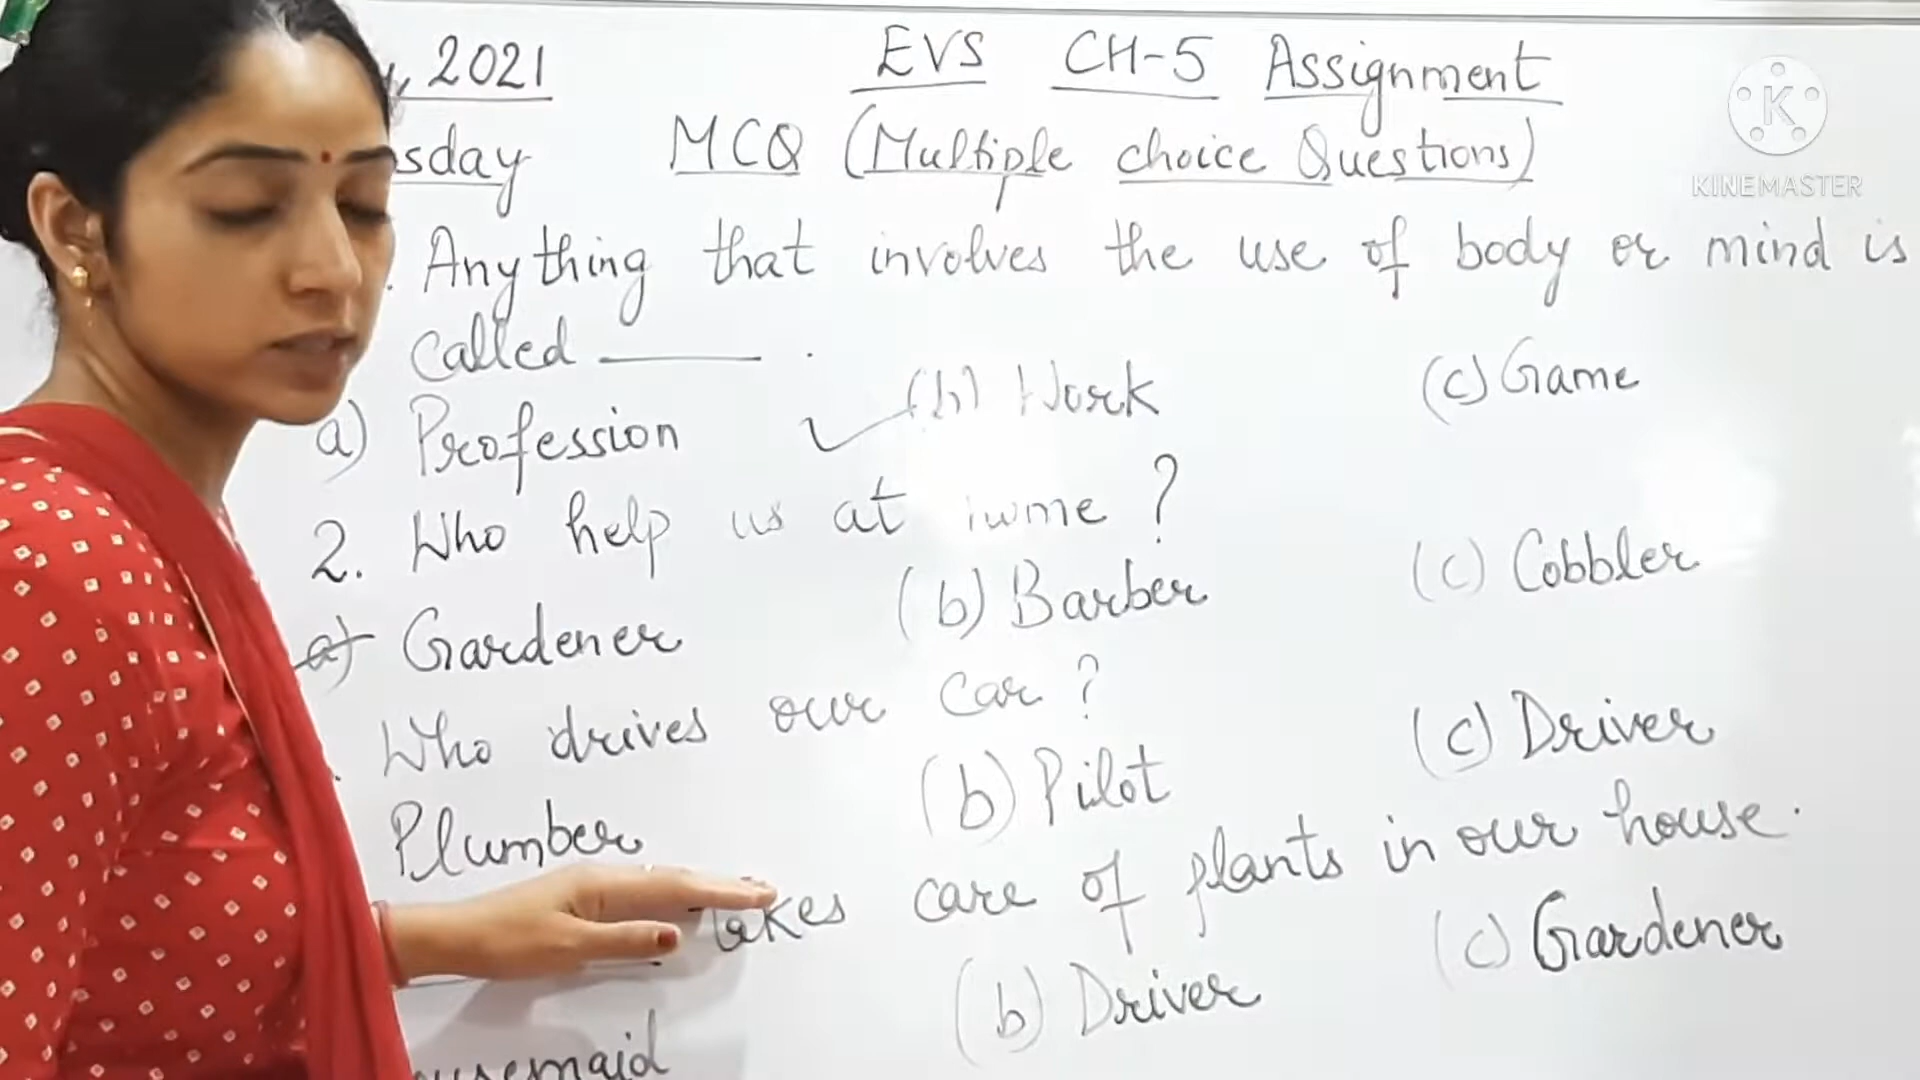 , 2021 EVS CH-5 Assignment
sday MCQ (Multiple choice Questions)
KINEMASTER
. Anything that involves the use of body or mind is
called ______ .
a) Profession (b) Work (c) Game
2. Who help us at home ?
a) Gardener (b) Barber (c) Cobbler
Who drives our car ?
Plumber (b) Pilot (c) Driver
takes care of plants in our house.
usemaid (b) Driver (c) Gardener